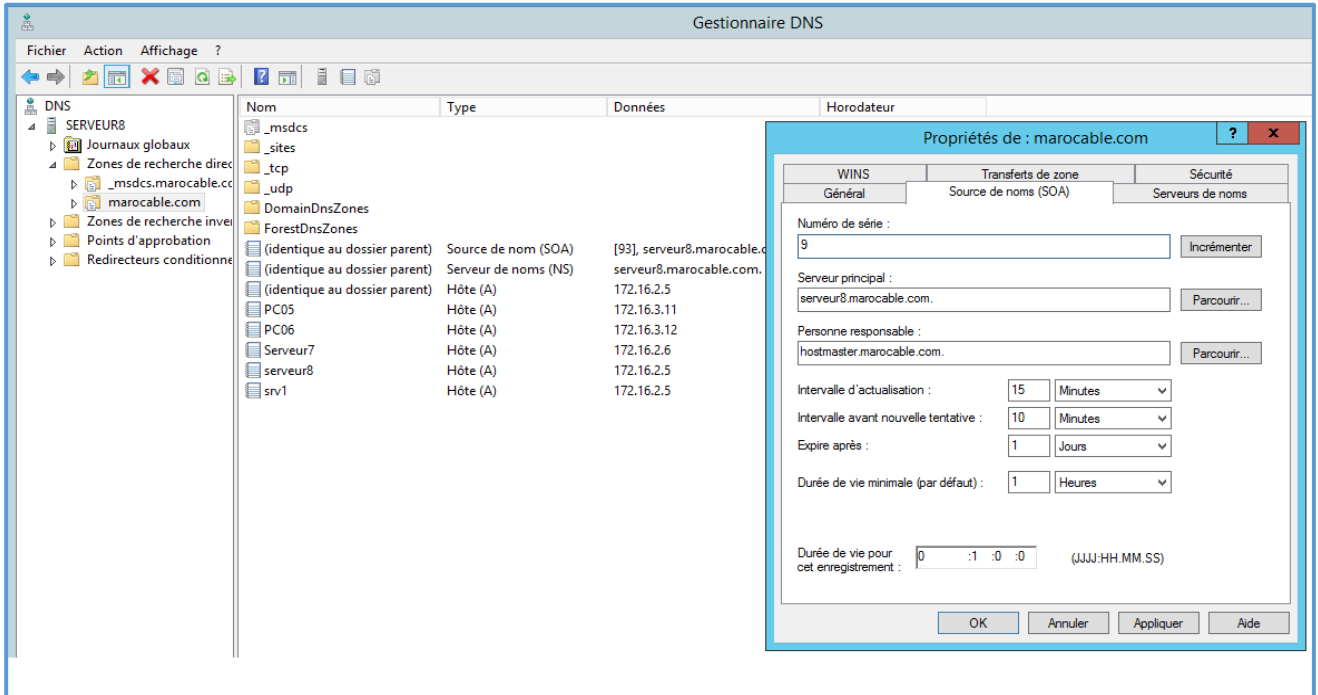 Gestionnaire DNS
Fichier Action Affichage ?
DNS
SERVEUR8
Journaux globaux
Zones de recherche direc
_msdcs.marocable.cc
marocable.com
Zones de recherche inver
Points d'approbation
Redirecteurs conditionne
Nom Type Données Horodateur
_msdcs
_sites
_tcp
_udp
DomainDnsZones
ForestDnsZones
(identique au dossier parent) Source de nom (SOA) [93], serveur8.marocable.c
(identique au dossier parent) Serveur de noms (NS) serveur8.marocable.com.
(identique au dossier parent) Hôte (A) 172.16.2.5
PC05 Hôte (A) 172.16.3.11
PC06 Hôte (A) 172.16.3.12
Serveur7 Hôte (A) 172.16.2.6
serveur8 Hôte (A) 172.16.2.5
srv1 Hôte (A) 172.16.2.5
Propriétés de : marocable.com ? x
WINS Transferts de zone Sécurité
Général Source de noms (SOA) Serveurs de noms
Numéro de série :
9 Incrémenter
Serveur principal :
serveur8.marocable.com. Parcourir...
Personne responsable :
hostmaster.marocable.com. Parcourir...
Intervalle d'actualisation : 15 Minutes
Intervalle avant nouvelle tentative : 10 Minutes
Expire après : 1 Jours
Durée de vie minimale (par défaut) : 1 Heures
Durée de vie pour
cet enregistrement : 0 :1 :0 :0 (JJJJ:HH.MM.SS)
OK Annuler Appliquer Aide